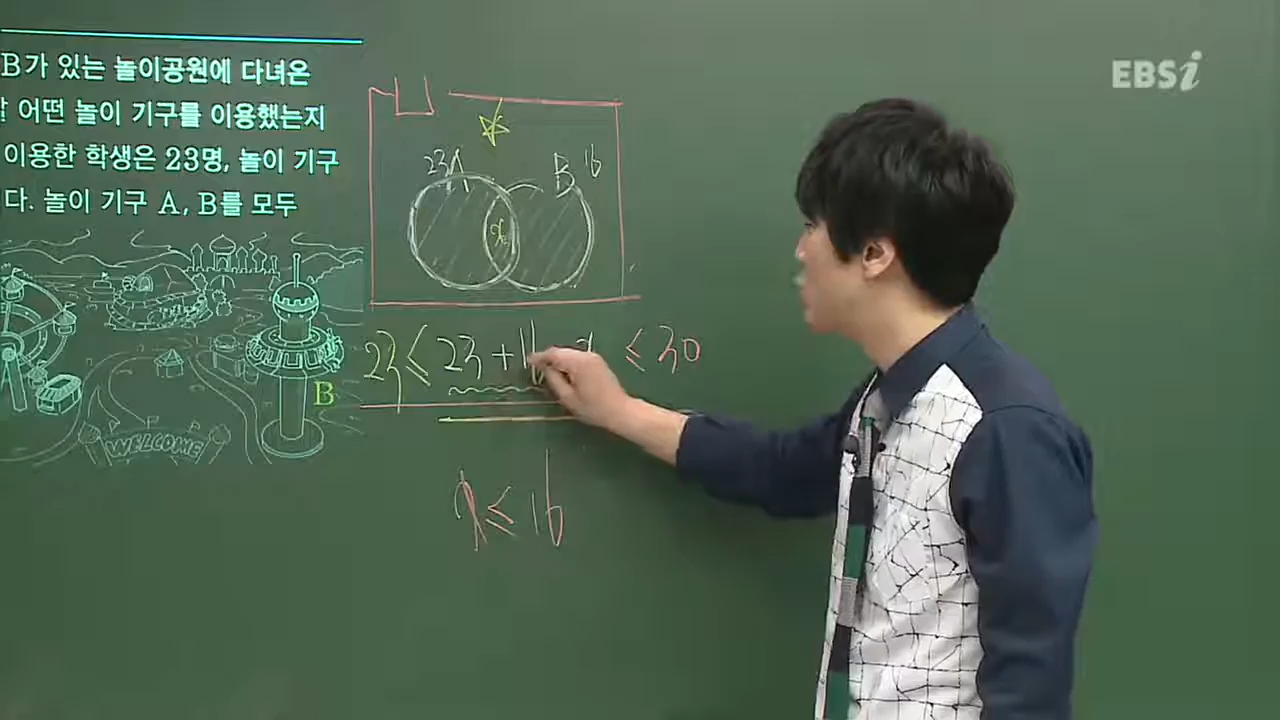 B가 있는 놀이공원에 다녀온
어떤 놀이 기구를 이용했는지
이용한 학생은 23명, 놀이 기구
다. 놀이 기구 A, B를 모두
WELCOME
B
EBSi
23 A
B 16
x
23 ≤ 23 + 16 - x ≤ 30
x ≤ 16